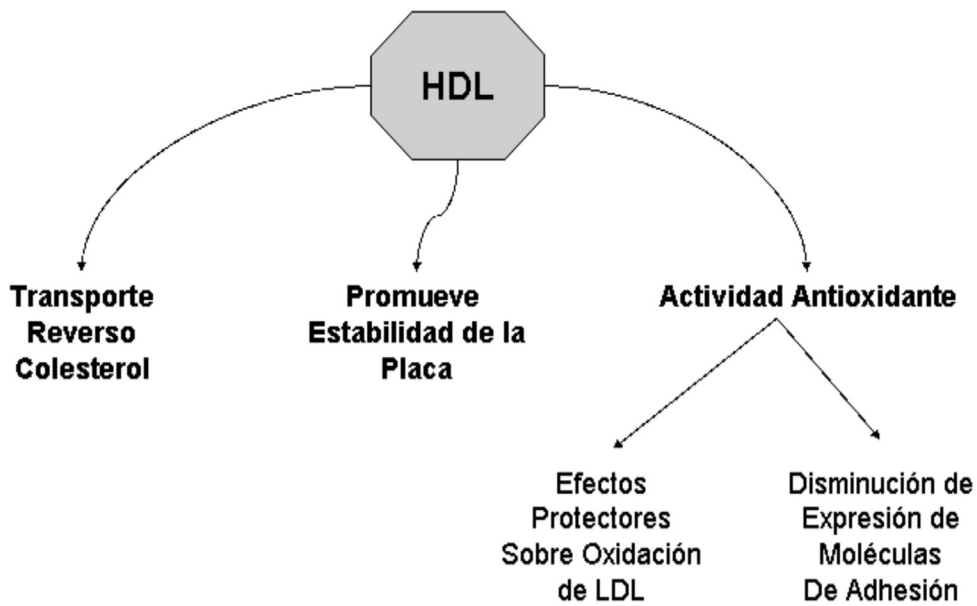 HDL
Transporte
Reverso
Colesterol
Promueve
Estabilidad de la
Placa
Actividad Antioxidante
Efectos
Protectores
Sobre Oxidación
de LDL
Disminución de
Expresión de
Moléculas
De Adhesión